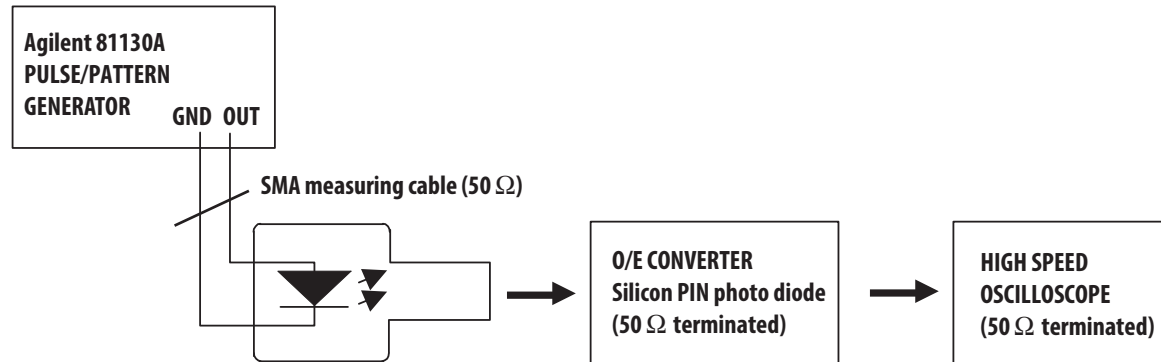 Agilent 81130A
PULSE/PATTERN
GENERATOR
GND OUT
SMA measuring cable (50 Ω)
O/E CONVERTER
Silicon PIN photo diode
(50 Ω terminated)
HIGH SPEED
OSCILLOSCOPE
(50 Ω terminated)